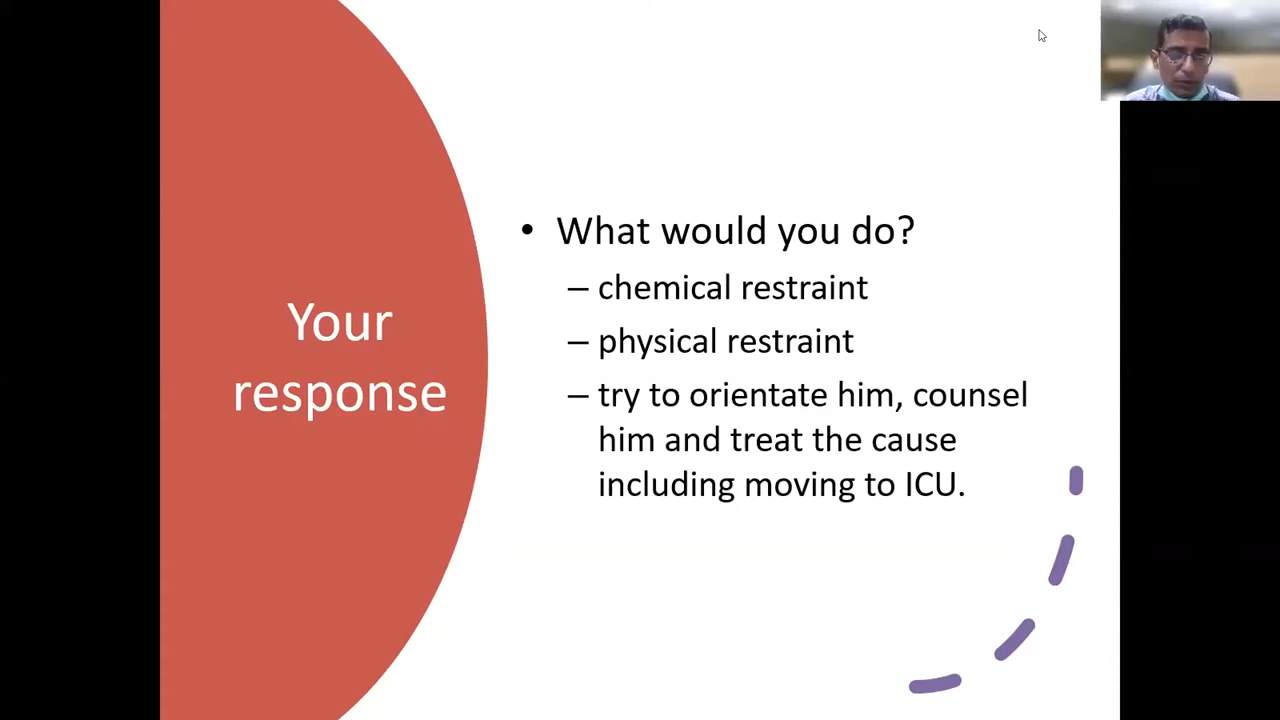 Your
response
• What would you do?
– chemical restraint
– physical restraint
– try to orientate him, counsel
him and treat the cause
including moving to ICU.